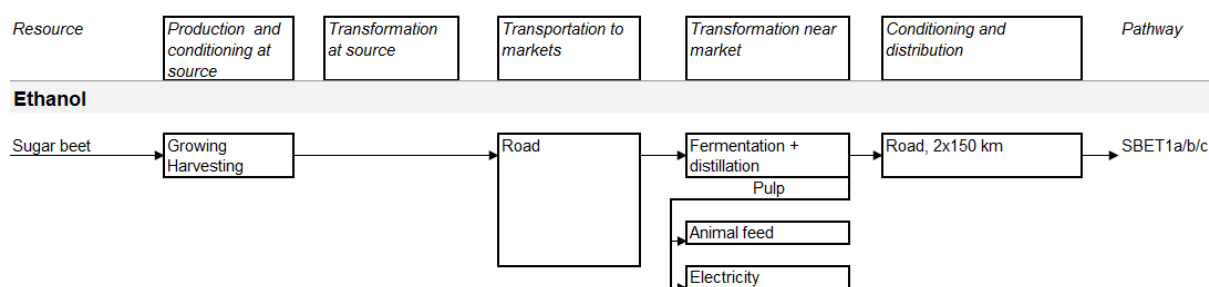 Resource
Production and
conditioning at
source
Transformation
at source
Transportation to
markets
Transformation near
market
Conditioning and
distribution
Pathway
Ethanol
Sugar beet
Growing
Harvesting
Road
Fermentation +
distillation
Road, 2x150 km
SBET1a/b/c
Pulp
Animal feed
Electricity